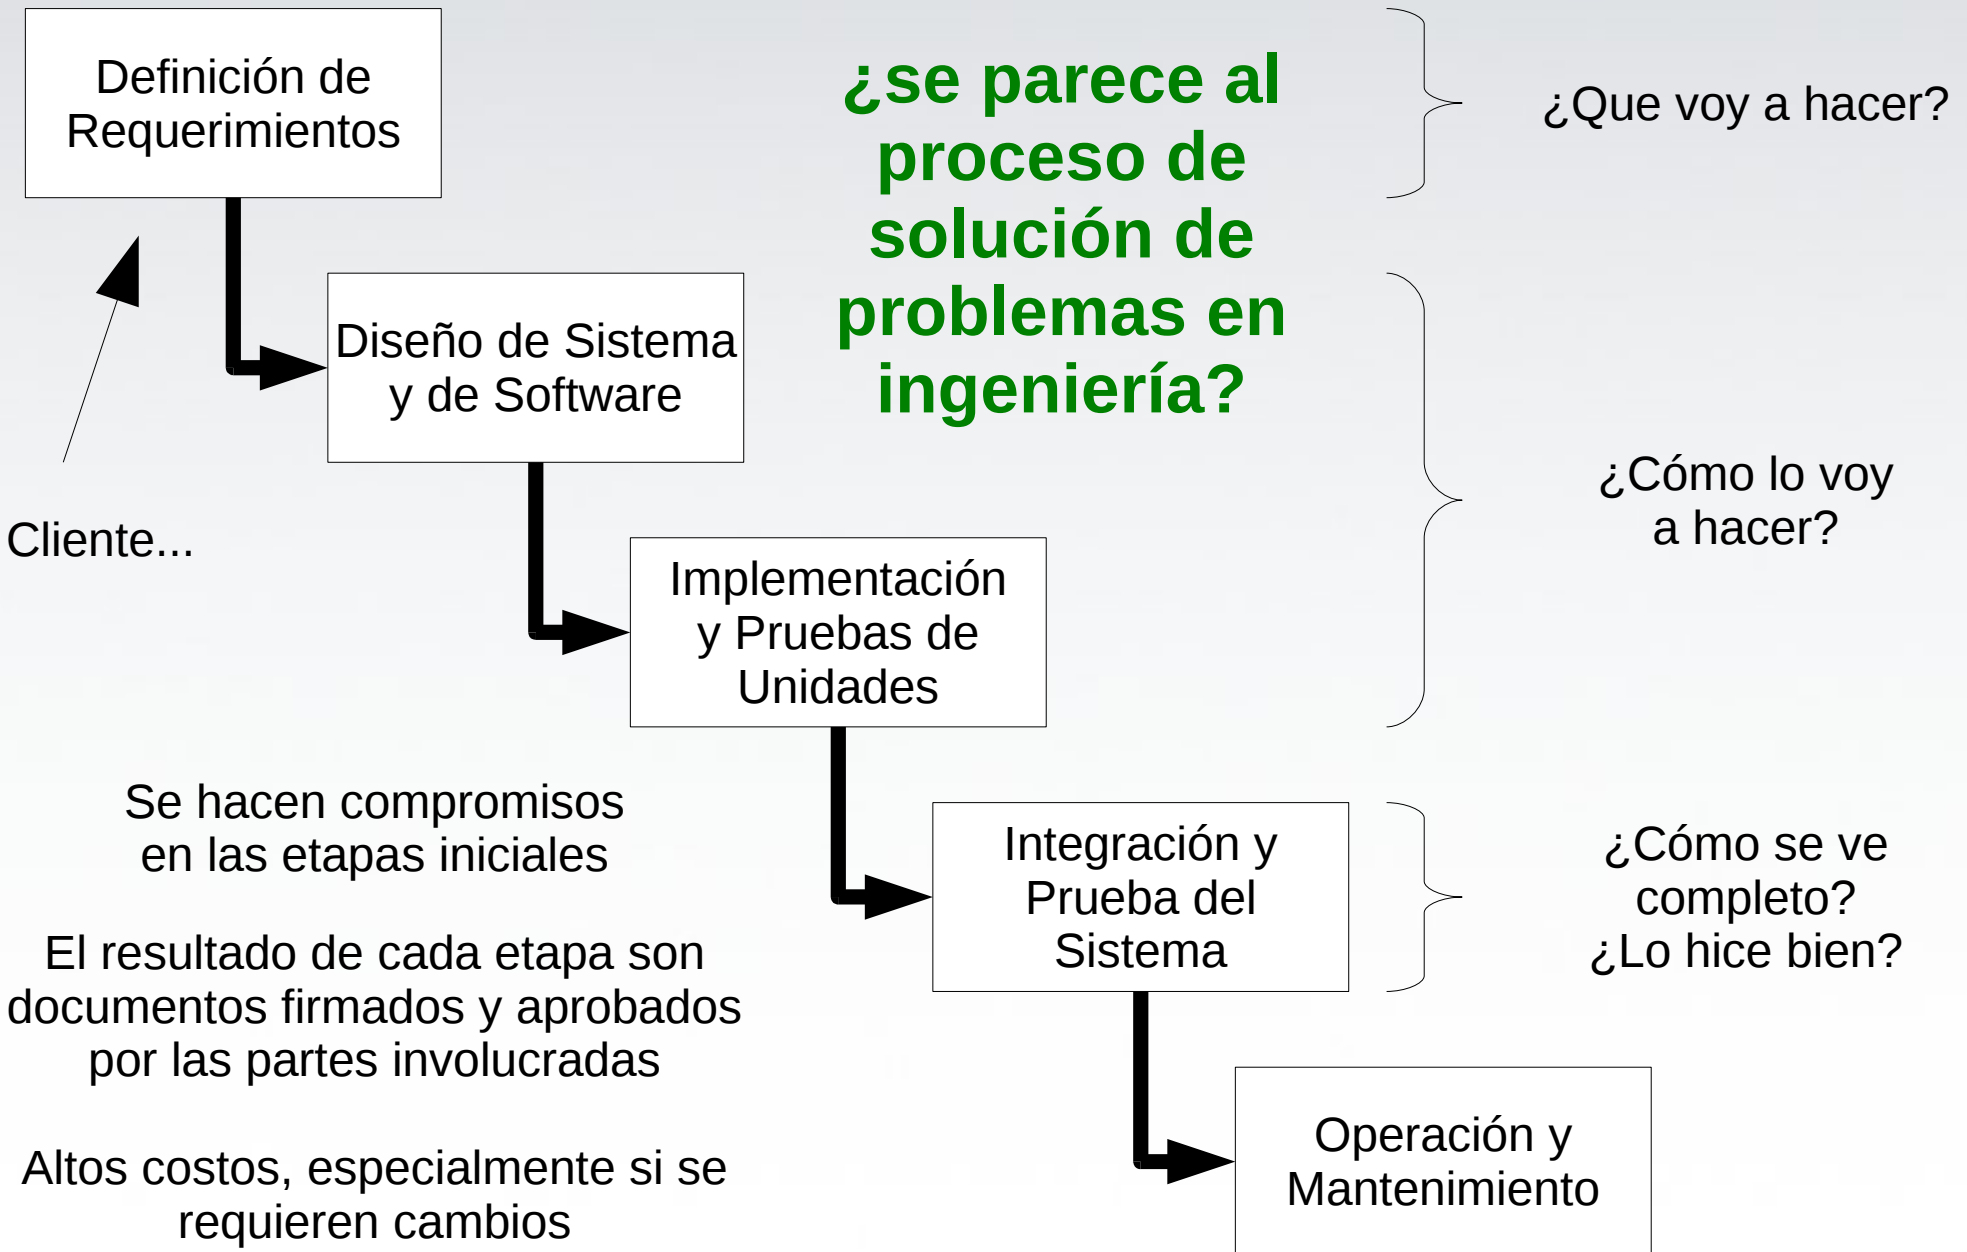 Definición de
Requerimientos
¿se parece al
proceso de
solución de
problemas en
ingeniería?
¿Que voy a hacer?
Diseño de Sistema
y de Software
¿Cómo lo voy
a hacer?
Cliente...
Implementación
y Pruebas de
Unidades
Se hacen compromisos
en las etapas iniciales
Integración y
Prueba del
Sistema
¿Cómo se ve
completo?
¿Lo hice bien?
El resultado de cada etapa son
documentos firmados y aprobados
por las partes involucradas
Operación y
Mantenimiento
Altos costos, especialmente si se
requieren cambios